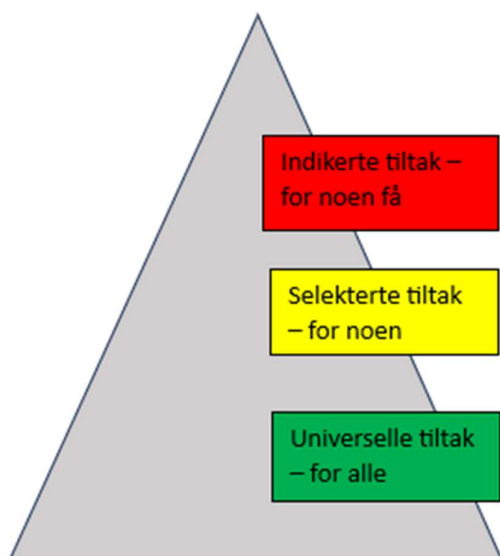 Indikerte tiltak –
for noen få
Selekterte tiltak
– for noen
Universelle tiltak
– for alle